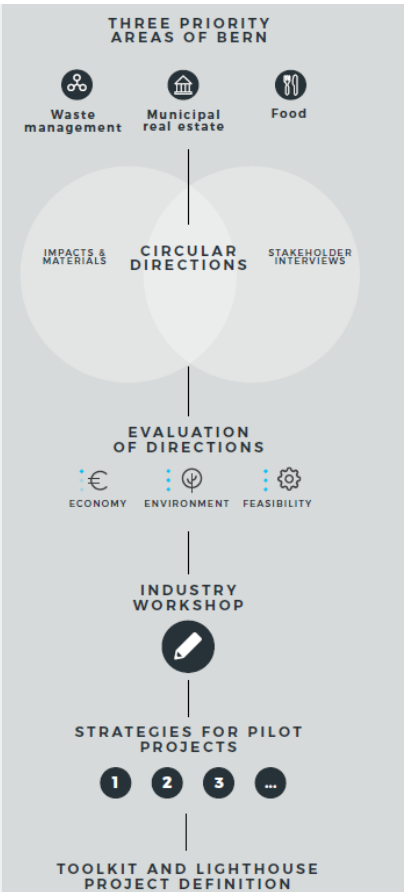 THREE PRIORITY
AREAS OF BERN
Waste
management
Municipal
real estate
Food
IMPACTS &
MATERIALS
CIRCULAR
DIRECTIONS
STAKEHOLDER
INTERVIEWS
EVALUATION
OF DIRECTIONS
€
ECONOMY
ENVIRONMENT
FEASIBILITY
INDUSTRY
WORKSHOP
STRATEGIES FOR PILOT
PROJECTS
1 2 3 ...
TOOLKIT AND LIGHTHOUSE
PROJECT DEFINITION